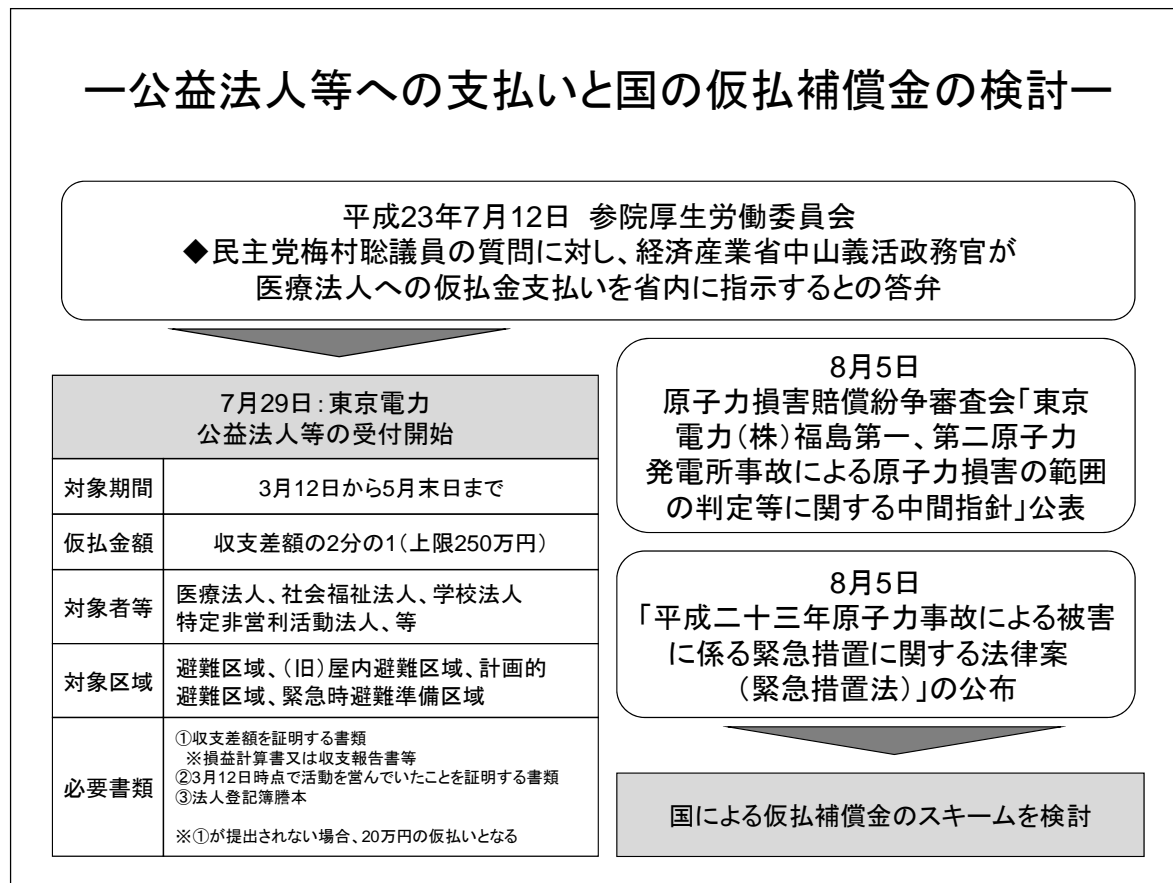 ー公益法人等への支払いと国の仮払補償金の検討ー
平成23年7月12日 参院厚生労働委員会
◆民主党梅村聡議員の質問に対し、経済産業省中山義活政務官が
医療法人への仮払金支払いを省内に指示するとの答弁
7月29日：東京電力
公益法人等の受付開始
対象期間
3月12日から5月末日まで
仮払金額
収支差額の2分の1（上限250万円）
対象者等
医療法人、社会福祉法人、学校法人
特定非営利活動法人、等
対象区域
避難区域、（旧）屋内避難区域、計画的
避難区域、緊急時避難準備区域
必要書類
①収支差額を証明する書類
※損益計算書又は収支報告書等
②3月12日時点で活動を営んでいたことを証明する書類
③法人登記簿謄本
※①が提出されない場合、20万円の仮払いとなる
8月5日
原子力損害賠償紛争審査会「東京
電力（株）福島第一、第二原子力
発電所事故による原子力損害の範囲
の判定等に関する中間指針」公表
8月5日
「平成二十三年原子力事故による被害
に係る緊急措置に関する法律案
（緊急措置法）」の公布
国による仮払補償金のスキームを検討